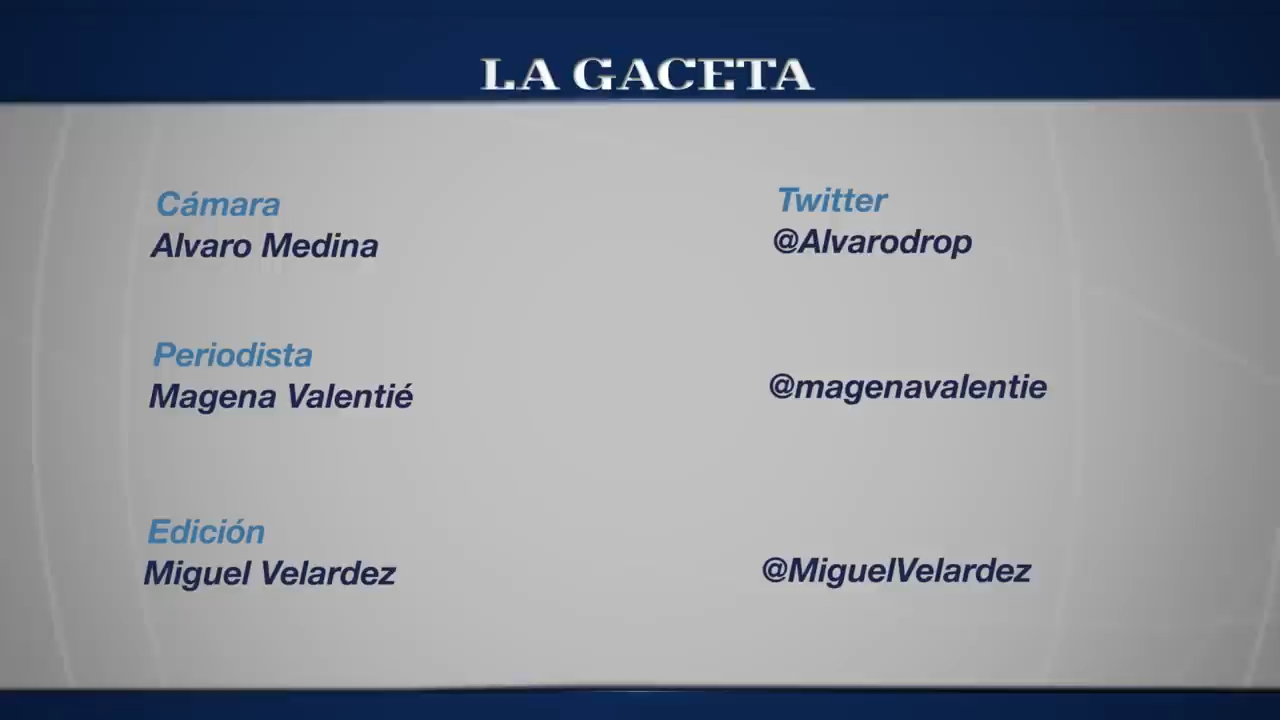 LA GACETA
Cámara
Alvaro Medina
Twitter
@Alvarodrop
Periodista
Magena Valentié
@magenavalentie
Edición
Miguel Velardez
@MiguelVelardez